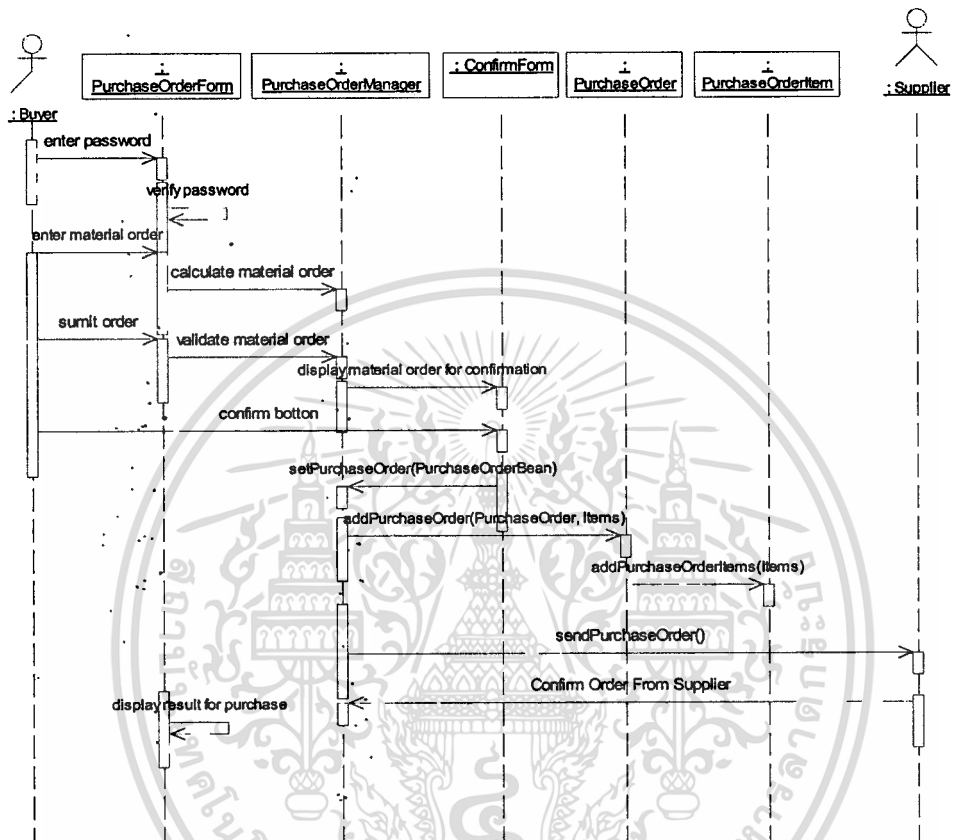 :
PurchaseOrderForm
:
PurchaseOrderManager
: ConfirmForm
:
PurchaseOrder
:
PurchaseOrderItem
: Supplier
: Buyer
enter password
verify password
enter material order
calculate material order
sumit order
validate material order
display material order for confirmation
confirm botton
setPurchaseOrder(PurchaseOrderBean)
addPurchaseOrder(PurchaseOrder, Items)
addPurchaseOrderItems(Items)
sendPurchaseOrder()
Confirm Order From Supplier
display result for purchase